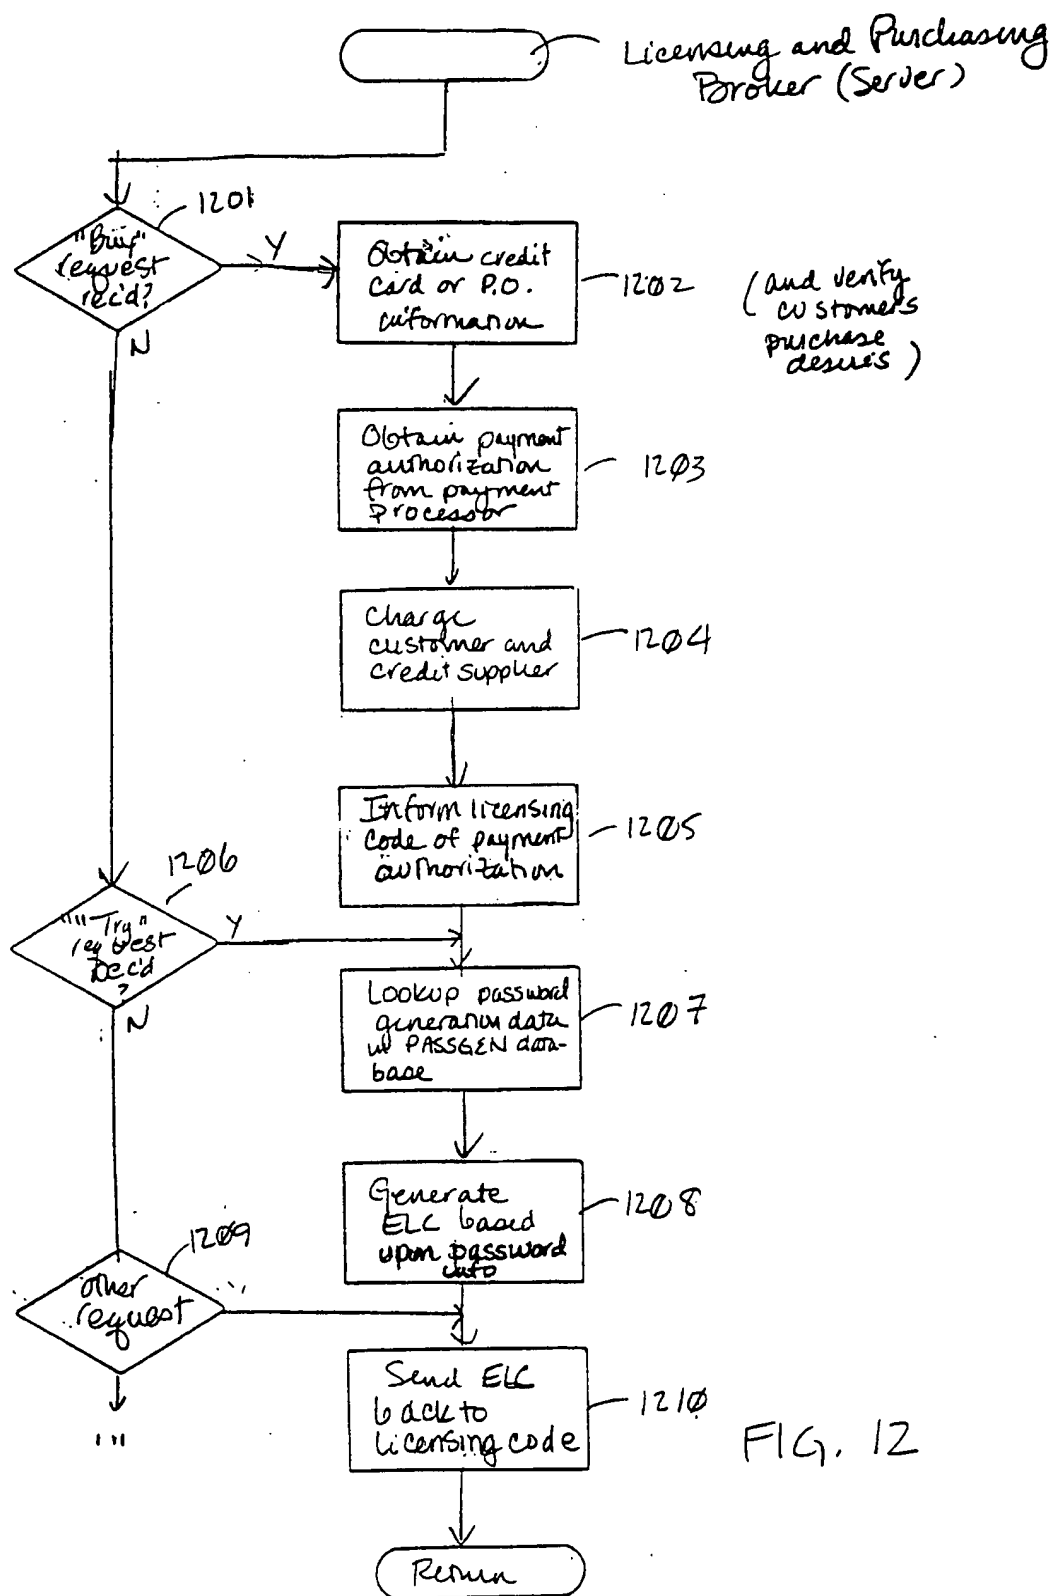 Licensing and Purchasing
Broker (Server)
1201
"Buy"
request
rec'd?
Y
N
Obtain credit
card or P.O.
information
1202
(and verify
customers
purchase
desires)
Obtain payment
authorization
from payment
processor
1203
Charge
customer and
credit supplier
1204
Inform licensing
code of payment
authorization
1205
1206
"Try"
request
rec'd
?
Y
N
Lookup password
generation data
in PASSGEN data-
base
1207
Generate
ELC based
upon password
info
1208
1209
other
request
Send ELC
back to
licensing code
1210
FIG. 12
Return